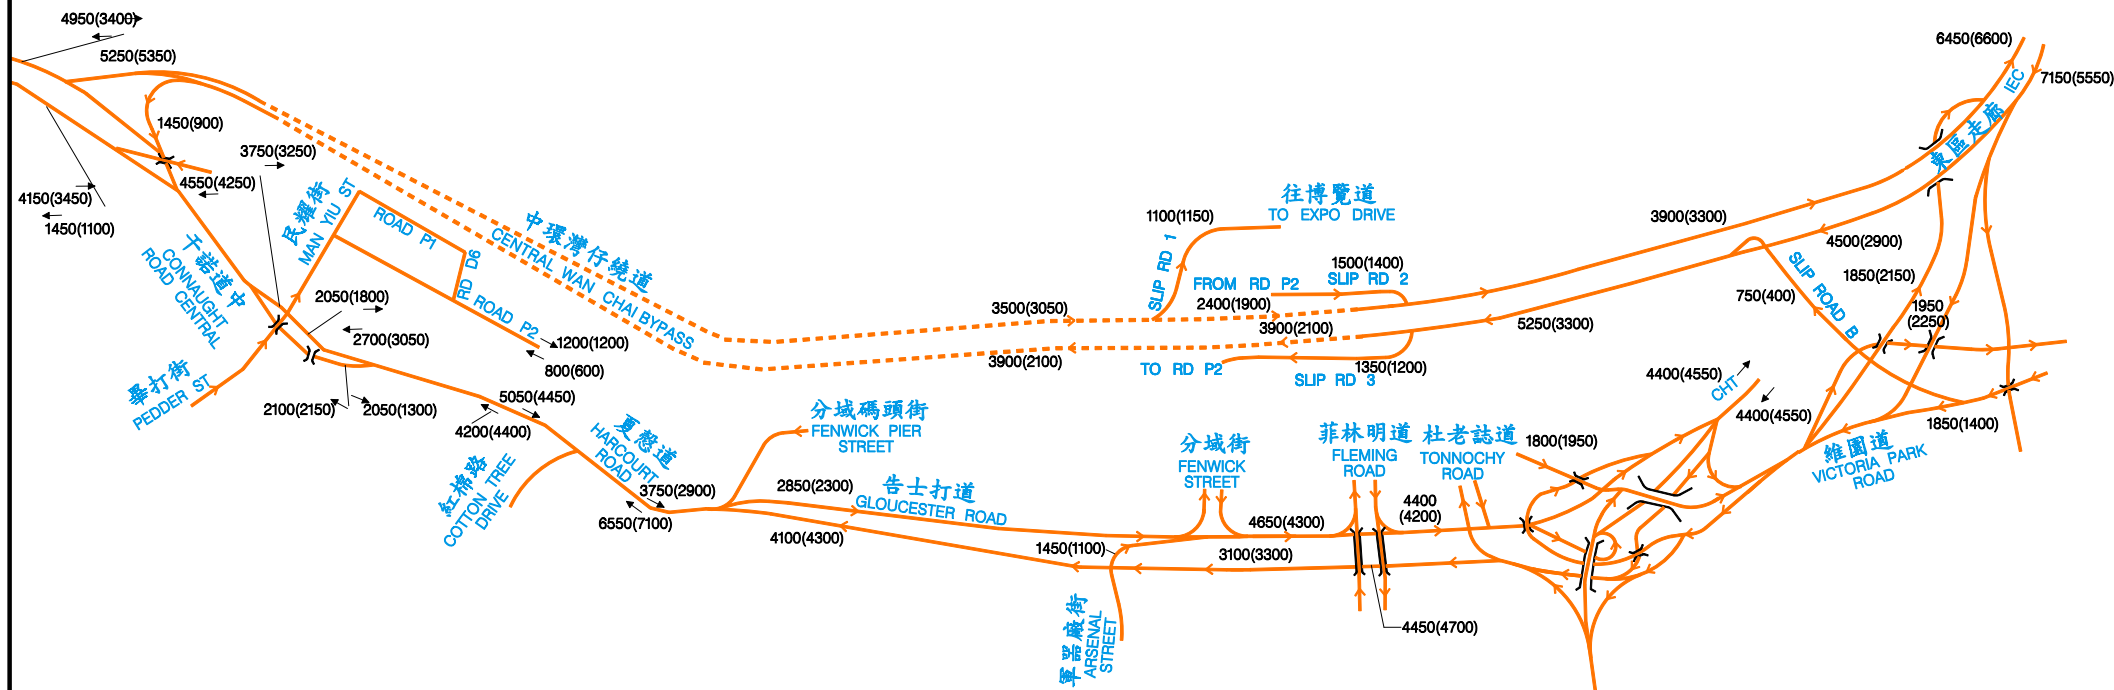 4950(3400)
5250(5350)
6450(6600)
7150(5550)
IEC
東區走廊
1450(900)
3750(3250)
4550(4250)
4150(3450)
1450(1100)
民耀街
MAN YIU ST
ROAD P1
RD D6
ROAD P2
中環灣仔繞道
CENTRAL WAN CHAI BYPASS
往博覽道
TO EXPO DRIVE
1100(1150)
SLIP RD 1
3900(3300)
4500(2900)
干諾道中
CONNAUGHT
ROAD CENTRAL
1500(1400)
FROM RD P2
SLIP RD 2
2400(1900)
3500(3050)
3900(2100)
5250(3300)
SLIP ROAD B
1850(2150)
750(400)
1950
(2250)
2050(1800)
2700(3050)
1200(1200)
800(600)
3900(2100)
TO RD P2
1350(1200)
SLIP RD 3
畢打街
PEDDER ST
2100(2150)
2050(1300)
5050(4450)
4200(4400)
4400(4550)
CHT
4400(4550)
1850(1400)
夏慤道
HARCOURT
ROAD
分域碼頭街
FENWICK PIER
STREET
分域街
FENWICK
STREET
菲林明道
FLEMING
ROAD
杜老誌道
TONNOCHY
ROAD
1800(1950)
維園道
VICTORIA PARK
ROAD
紅棉路
COTTON TREE
DRIVE
3750(2900)
6550(7100)
2850(2300)
告士打道
GLOUCESTER ROAD
4100(4300)
4650(4300)
4400
(4200)
1450(1100)
3100(3300)
軍器廠街
ARSENAL
STREET
4450(4700)